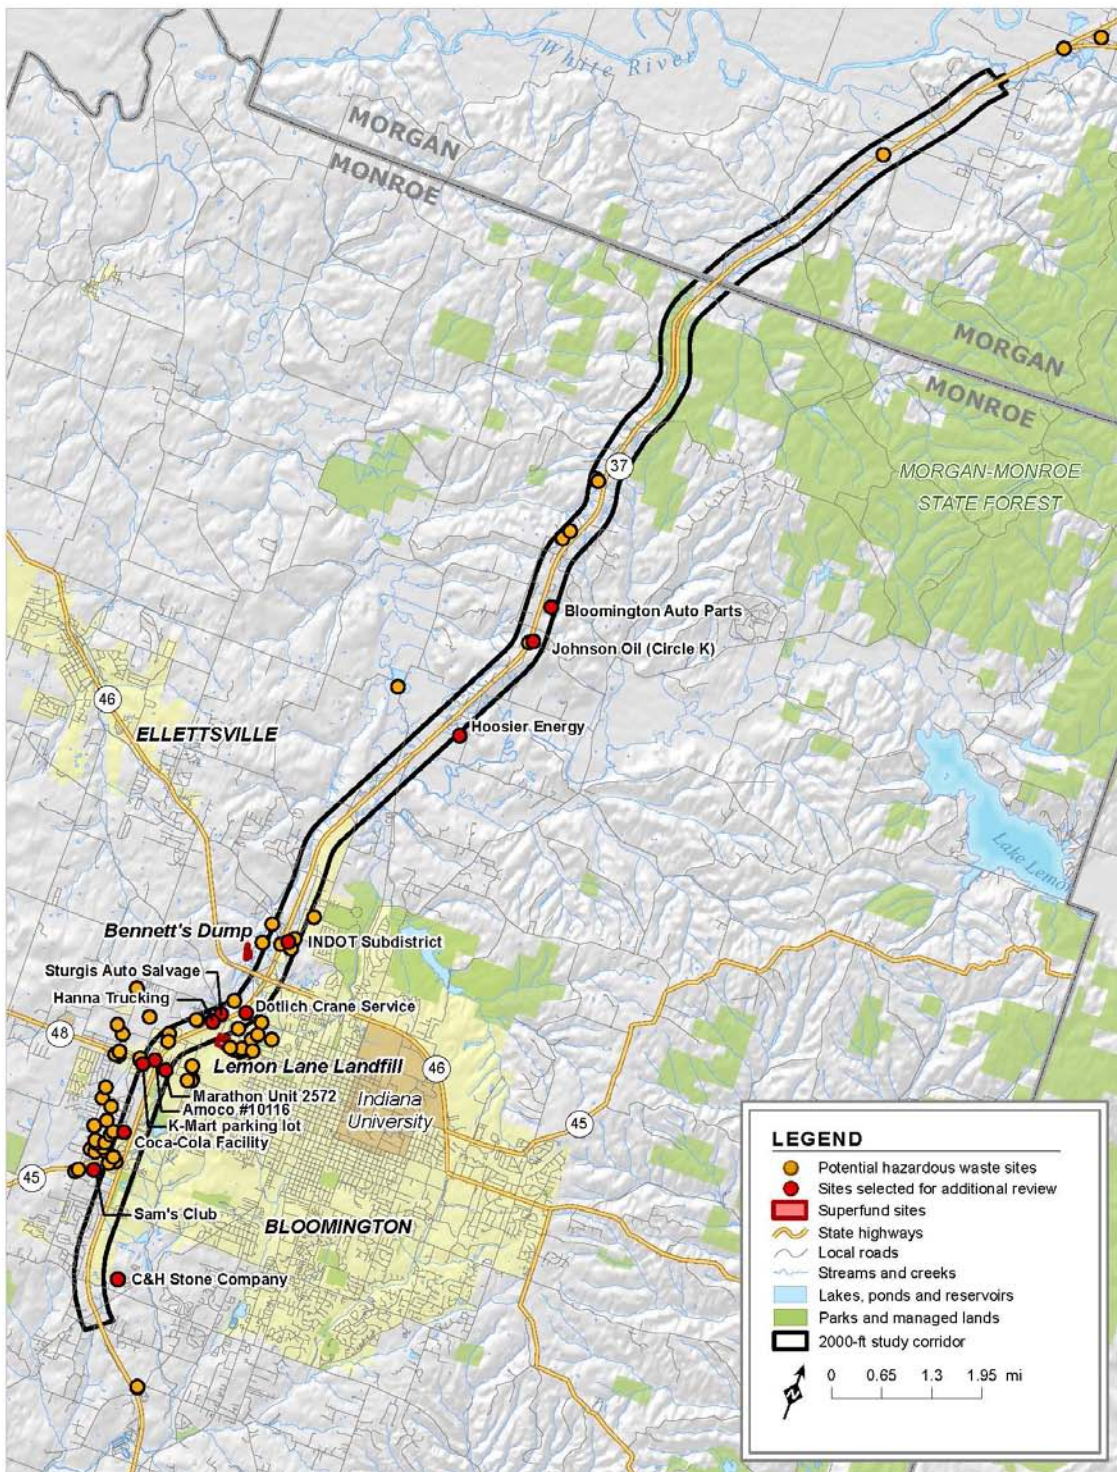 White River
MORGAN
MONROE
MORGAN
MONROE
37
MORGAN-MONROE
STATE FOREST
Bloomington Auto Parts
Johnson Oil (Circle K)
46
ELLETTSVILLE
Hoosier Energy
Lake Lemon
Bennett's Dump
INDOT Subdistrict
Sturgis Auto Salvage
Hanna Trucking
Dotlich Crane Service
48
Lemon Lane Landfill
46
Marathon Unit 2572
Amoco #10116
K-Mart parking lot
Coca-Cola Facility
Indiana
University
45
45
Sam's Club
BLOOMINGTON
C&H Stone Company
LEGEND
Potential hazardous waste sites
Sites selected for additional review
Superfund sites
State highways
Local roads
Streams and creeks
Lakes, ponds and reservoirs
Parks and managed lands
2000-ft study corridor
N
0 0.65 1.3 1.95 mi